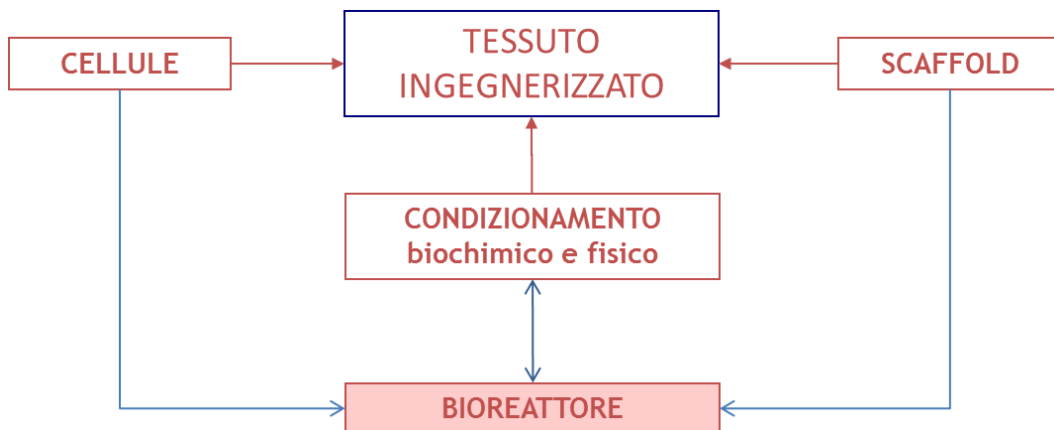 TESSUTO
INGEGNERIZZATO
CELLULE
SCAFFOLD
CONDIZIONAMENTO
biochimico e fisico
BIOREATTORE